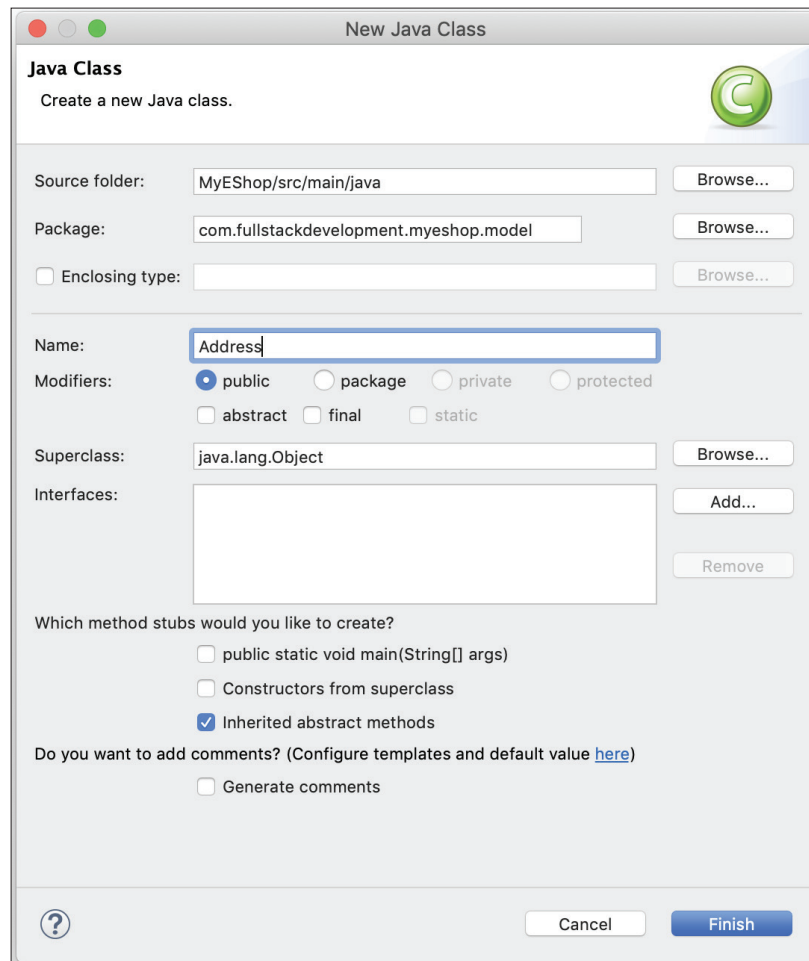 New Java Class
Java Class
Create a new Java class.
C
Source folder: MyEShop/src/main/java Browse...
Package: com.fullstackdevelopment.myeshop.model Browse...
Enclosing type: Browse...
Name: Address
Modifiers: public package private protected
abstract final static
Superclass: java.lang.Object Browse...
Interfaces: Add...
Remove
Which method stubs would you like to create?
public static void main(String[] args)
Constructors from superclass
Inherited abstract methods
Do you want to add comments? (Configure templates and default value here)
Generate comments
? Cancel Finish